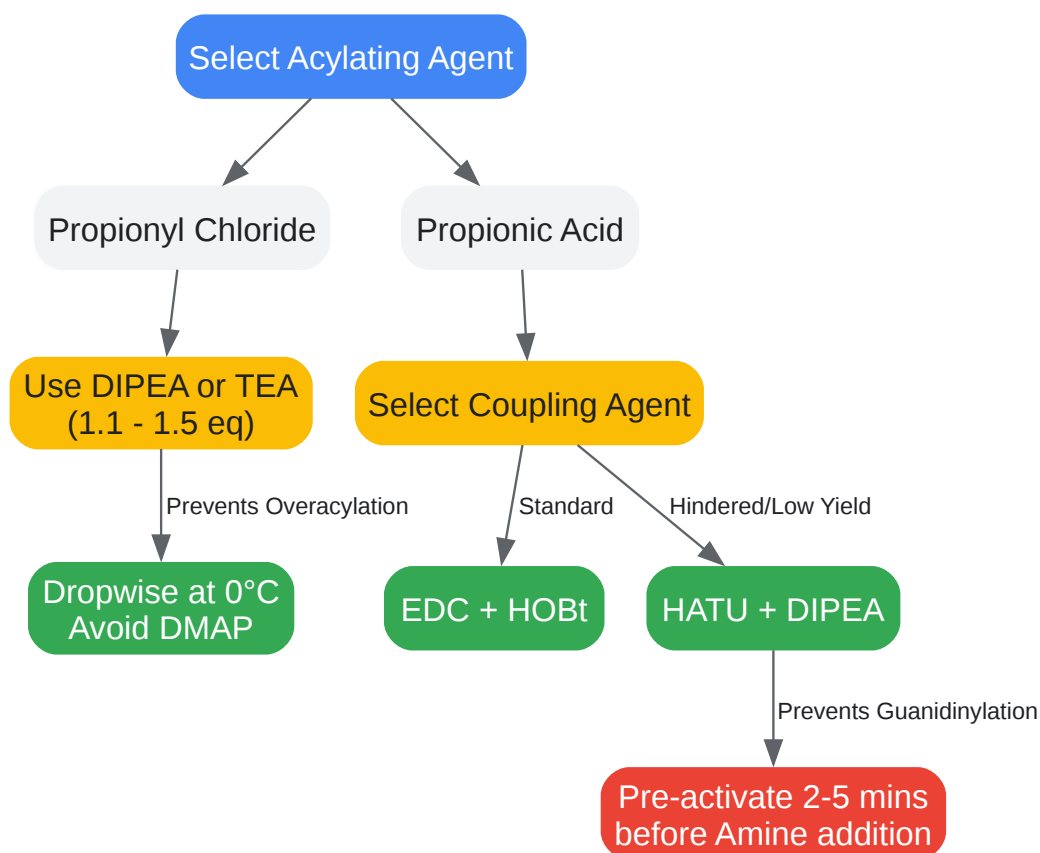 Select Acylating Agent
Propionyl Chloride
Propionic Acid
Use DIPEA or TEA
(1.1 - 1.5 eq)
Select Coupling Agent
Prevents Overacylation
Standard
Hindered/Low Yield
Dropwise at 0°C
Avoid DMAP
EDC + HOBt
HATU + DIPEA
Prevents Guanidinylation
Pre-activate 2-5 mins
before Amine addition